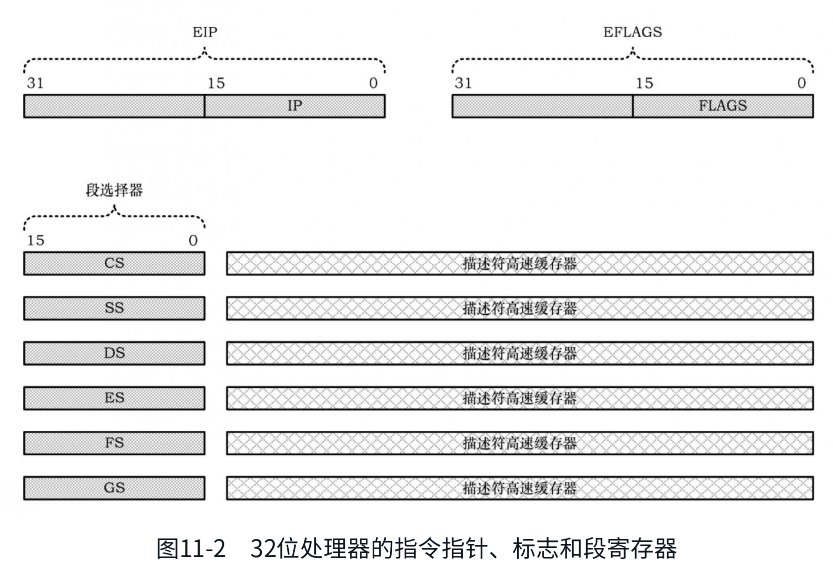 EIP EFLAGS
31 15 0 31 15 0
IP FLAGS
段选择器
15 0
CS 描述符高速缓存器
SS 描述符高速缓存器
DS 描述符高速缓存器
ES 描述符高速缓存器
FS 描述符高速缓存器
GS 描述符高速缓存器
图11-2 32位处理器的指令指针、标志和段寄存器